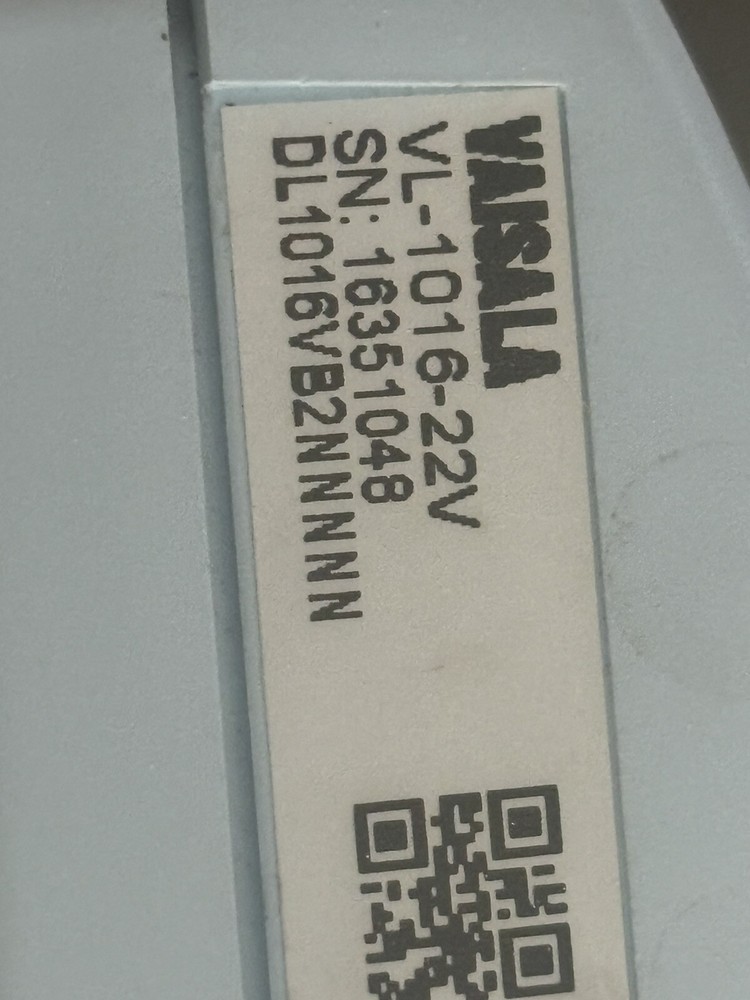 VAISALA
VL-1016-22V
SN: 16351048
DL1016VB2NNNNN